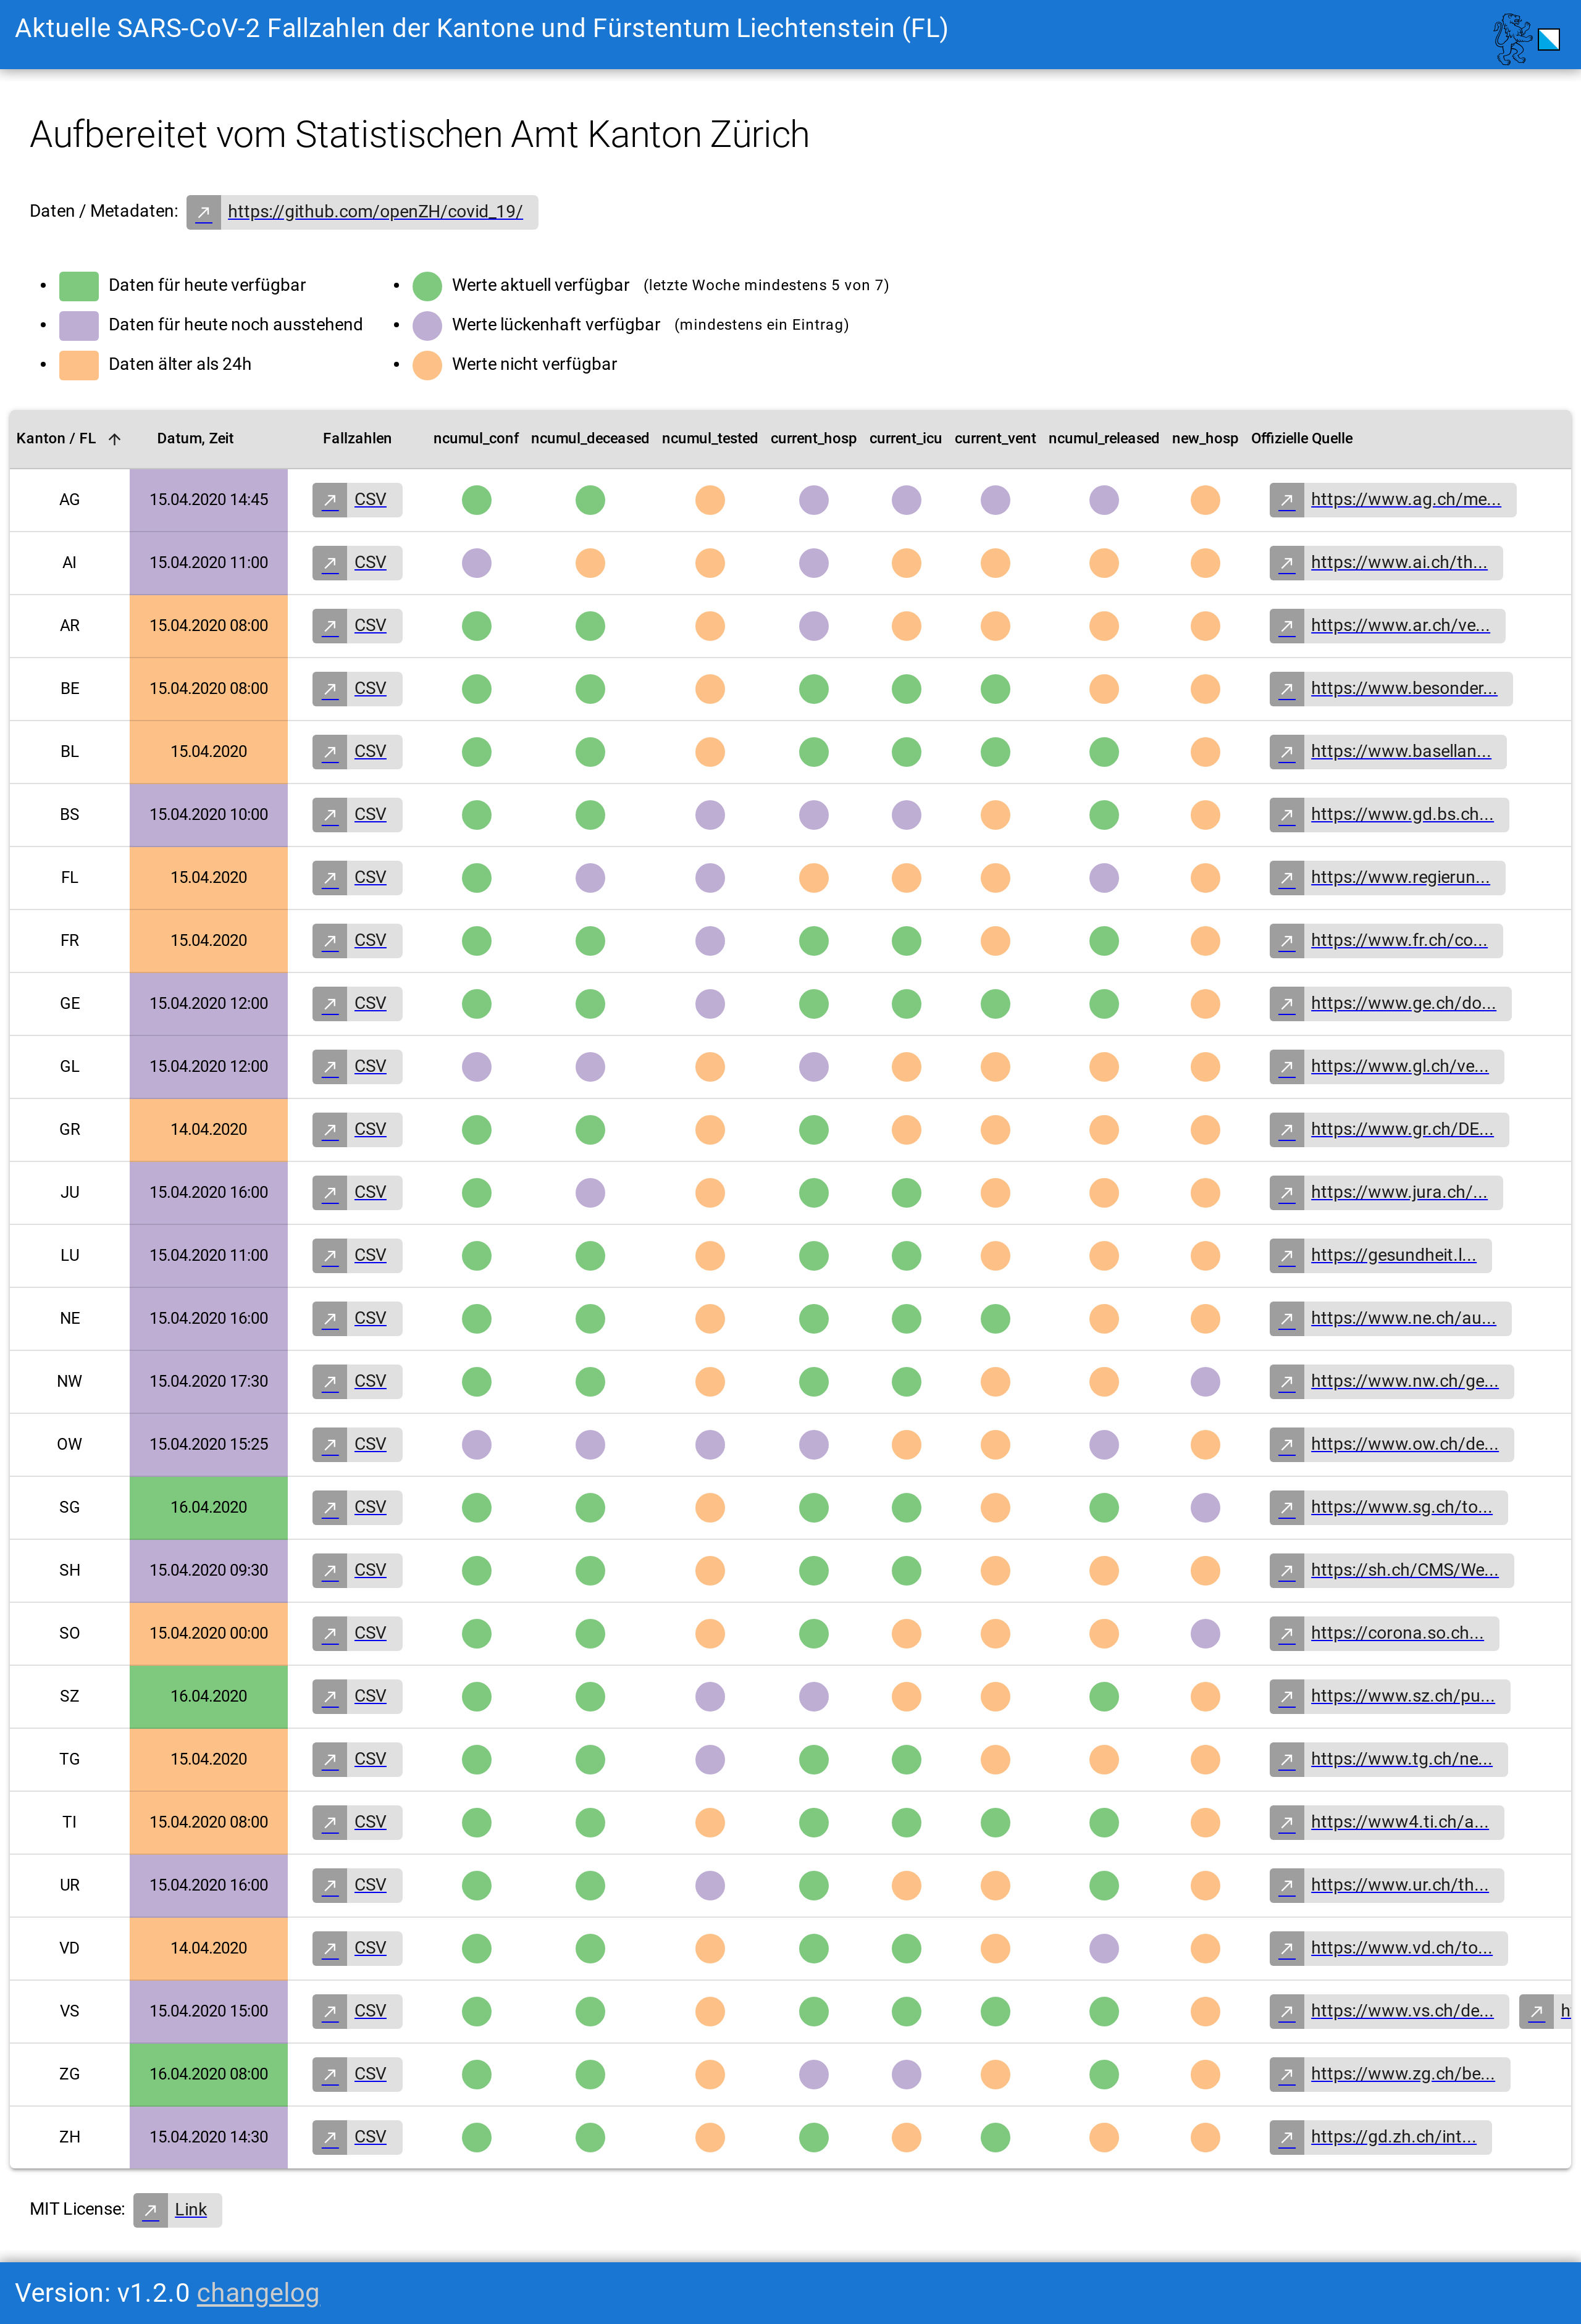 Aktuelle SARS-CoV-2 Fallzahlen der Kantone und Fürstentum Liechtenstein (FL)
Aufbereitet vom Statistischen Amt Kanton Zürich
Daten / Metadaten: https://github.com/openZH/covid_19/
Daten für heute verfügbar
Daten für heute noch ausstehend
Daten älter als 24h
Werte aktuell verfügbar (letzte Woche mindestens 5 von 7)
Werte lückenhaft verfügbar (mindestens ein Eintrag)
Werte nicht verfügbar
Kanton / FL Datum, Zeit Fallzahlen ncumul_conf ncumul_deceased ncumul_tested current_hosp current_icu current_vent ncumul_released new_hosp Offizielle Quelle
AG 15.04.2020 14:45 CSV https://www.ag.ch/me...
AI 15.04.2020 11:00 CSV https://www.ai.ch/th...
AR 15.04.2020 08:00 CSV https://www.ar.ch/ve...
BE 15.04.2020 08:00 CSV https://www.besonder...
BL 15.04.2020 CSV https://www.basellan...
BS 15.04.2020 10:00 CSV https://www.gd.bs.ch...
FL 15.04.2020 CSV https://www.regierun...
FR 15.04.2020 CSV https://www.fr.ch/co...
GE 15.04.2020 12:00 CSV https://www.ge.ch/do...
GL 15.04.2020 12:00 CSV https://www.gl.ch/ve...
GR 14.04.2020 CSV https://www.gr.ch/DE...
JU 15.04.2020 16:00 CSV https://www.jura.ch/...
LU 15.04.2020 11:00 CSV https://gesundheit.l...
NE 15.04.2020 16:00 CSV https://www.ne.ch/au...
NW 15.04.2020 17:30 CSV https://www.nw.ch/ge...
OW 15.04.2020 15:25 CSV https://www.ow.ch/de...
SG 16.04.2020 CSV https://www.sg.ch/to...
SH 15.04.2020 09:30 CSV https://sh.ch/CMS/We...
SO 15.04.2020 00:00 CSV https://corona.so.ch...
SZ 16.04.2020 CSV https://www.sz.ch/pu...
TG 15.04.2020 CSV https://www.tg.ch/ne...
TI 15.04.2020 08:00 CSV https://www4.ti.ch/a...
UR 15.04.2020 16:00 CSV https://www.ur.ch/th...
VD 14.04.2020 CSV https://www.vd.ch/to...
VS 15.04.2020 15:00 CSV https://www.vs.ch/de... h
ZG 16.04.2020 08:00 CSV https://www.zg.ch/be...
ZH 15.04.2020 14:30 CSV https://gd.zh.ch/int...
MIT License: Link
Version: v1.2.0 changelog